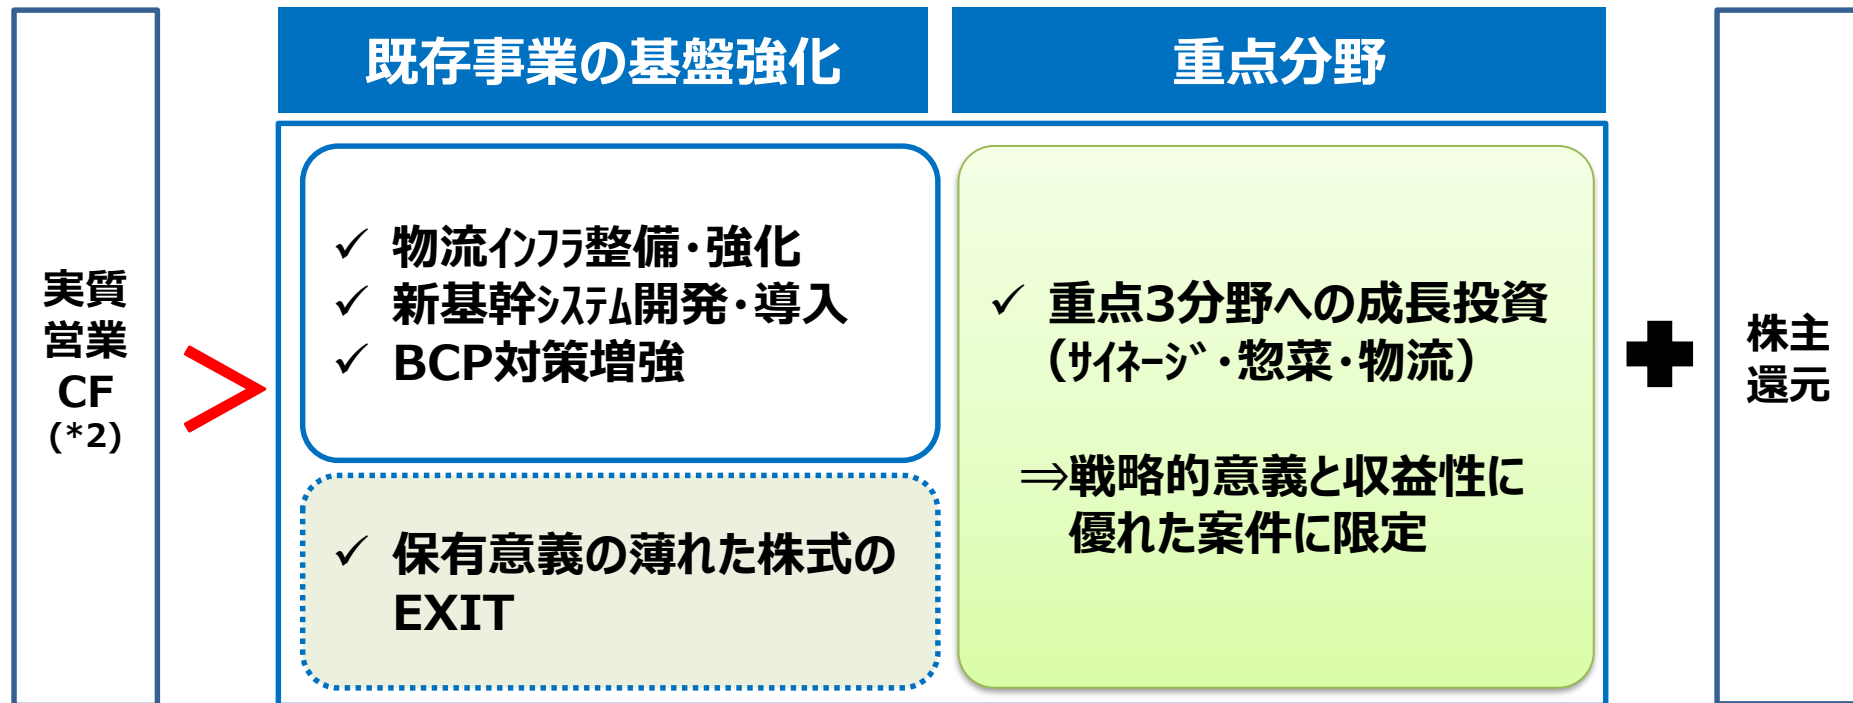 実質
営業
CF
(*2)
＞
既存事業の基盤強化
✓ 物流ｲﾝﾌﾗ整備・強化
✓ 新基幹ｼｽﾃﾑ開発・導入
✓ BCP対策増強
✓ 保有意義の薄れた株式の
EXIT
重点分野
✓ 重点3分野への成長投資
（ｻｲﾈｰｼﾞ・惣菜・物流）
⇒戦略的意義と収益性に
優れた案件に限定
株主
還元